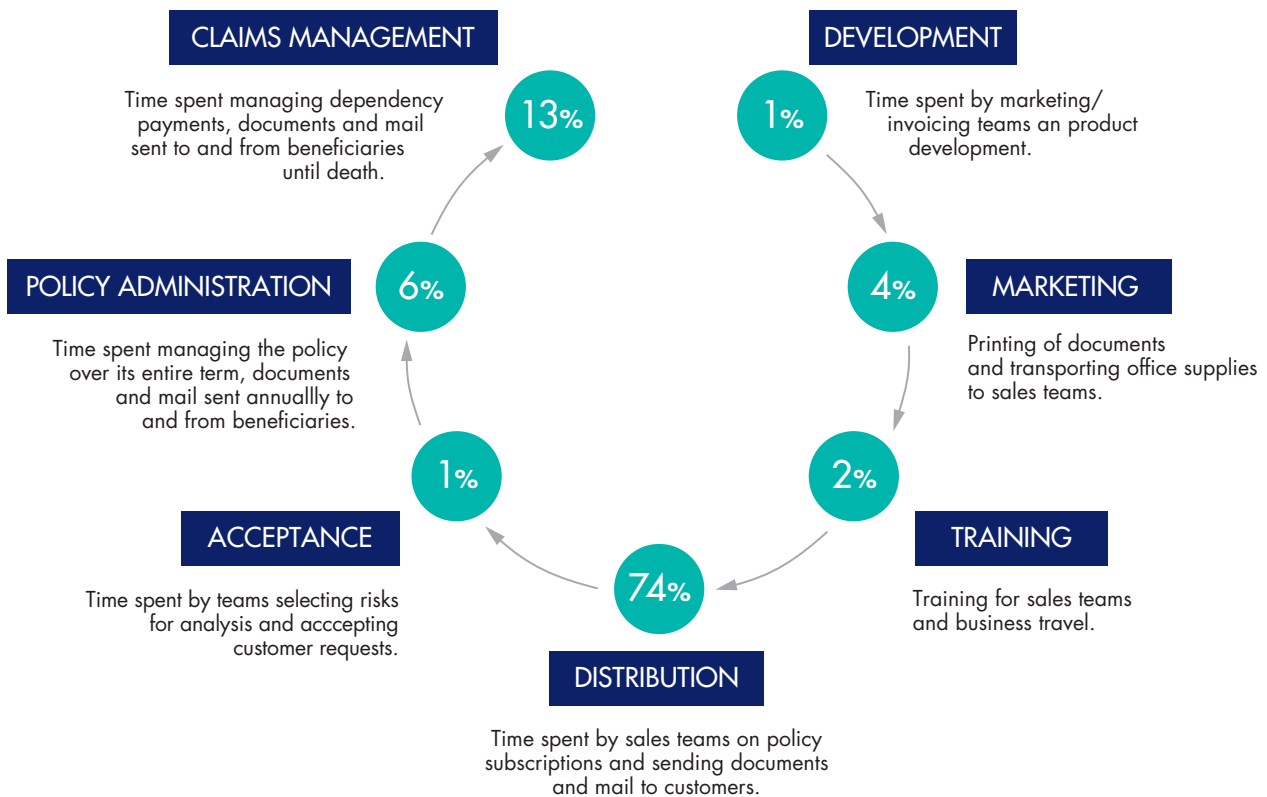 DEVELOPMENT
1%
Time spent by marketing/
invoicing teams an product
development.
MARKETING
4%
Printing of documents
and transporting office supplies
to sales teams.
TRAINING
2%
Training for sales teams
and business travel.
DISTRIBUTION
74%
Time spent by sales teams on policy
subscriptions and sending documents
and mail to customers.
ACCEPTANCE
1%
Time spent by teams selecting risks
for analysis and acccepting
customer requests.
POLICY ADMINISTRATION
6%
Time spent managing the policy
over its entire term, documents
and mail sent annuallly to
and from beneficiaries.
CLAIMS MANAGEMENT
13%
Time spent managing dependency
payments, documents and mail
sent to and from beneficiaries
until death.